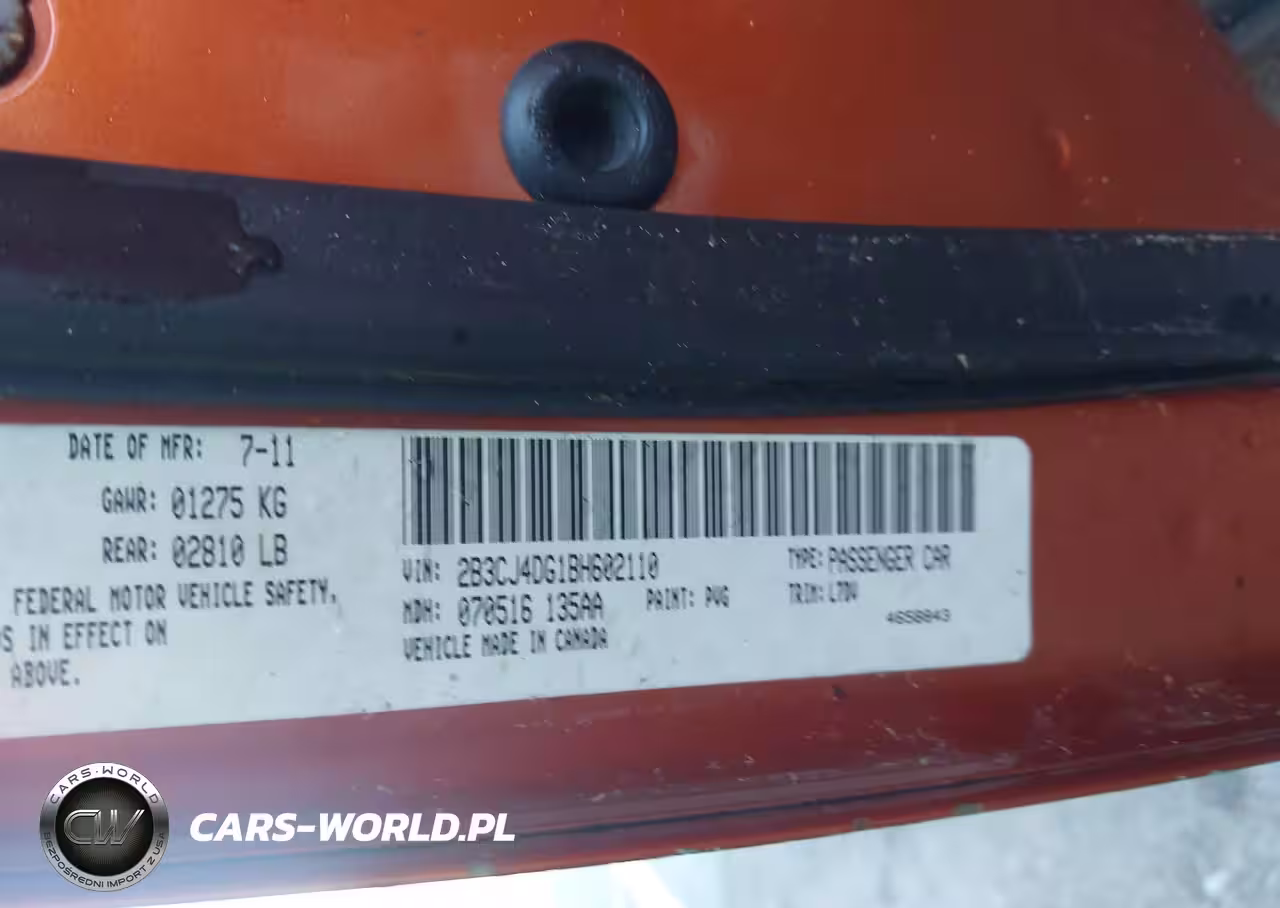 DATE OF MFR: 7-11
GAWR: 01275 KG
REAR: 02810 LB
FEDERAL MOTOR VEHICLE SAFETY,
S IN EFFECT ON
ABOVE.
VIN: 2B3CJ4DG1BH602110
TYPE: PASSENGER CAR
MDH: 070516 135AA
PAINT: PVG
TRIM: L7DV
VEHICLE MADE IN CANADA
4658843
CARS-WORLD
CW
BEZPOŚREDNI IMPORT Z USA
CARS-WORLD.PL